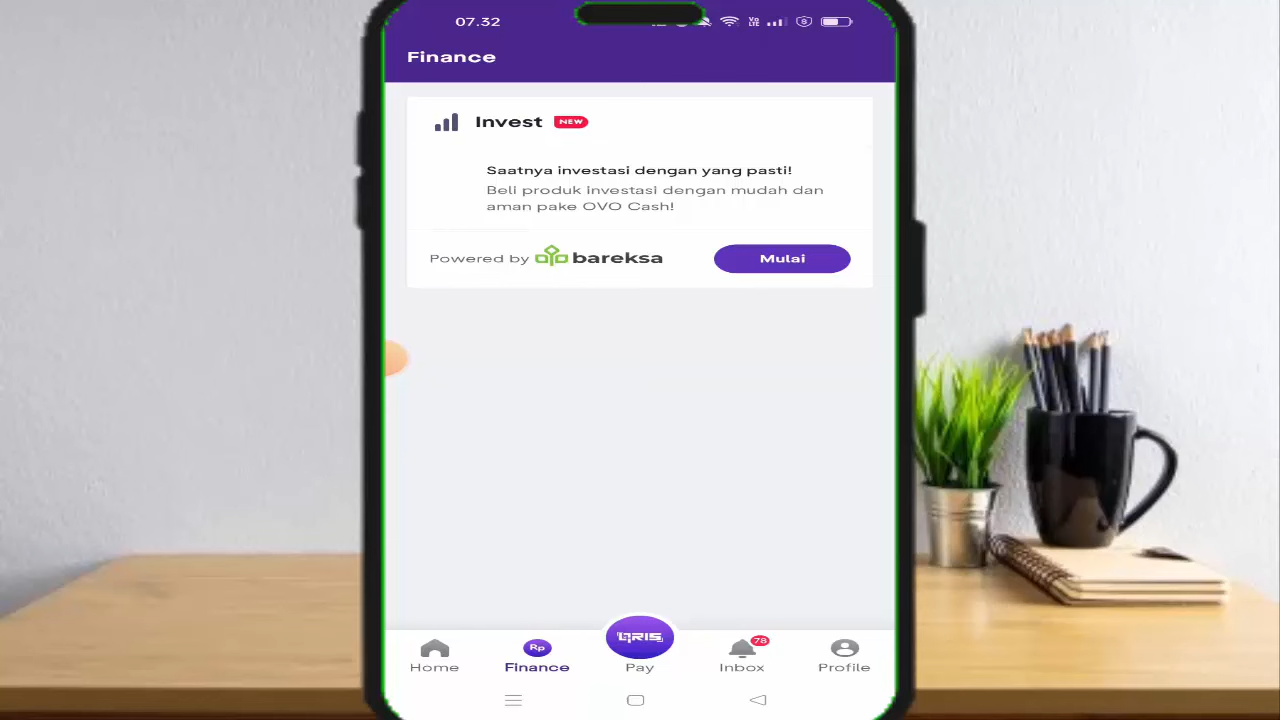 07.32
Finance
Invest NEW
Saatnya investasi dengan yang pasti!
Beli produk investasi dengan mudah dan
aman pake OVO Cash!
Powered by bareksa
Mulai
Rp
QRIS
78
Home
Finance
Pay
Inbox
Profile